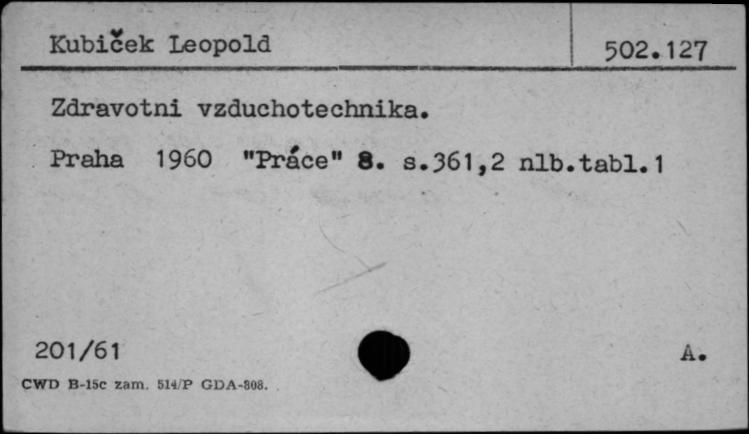 Kubiček Leopold 502.127
Zdravotni vzduchotechnika.
Praha 1960 "Práce" 8. s.361,2 nlb.tabl.1
201/61 A.
CWD B-15c zam. 514/P GDA-808.